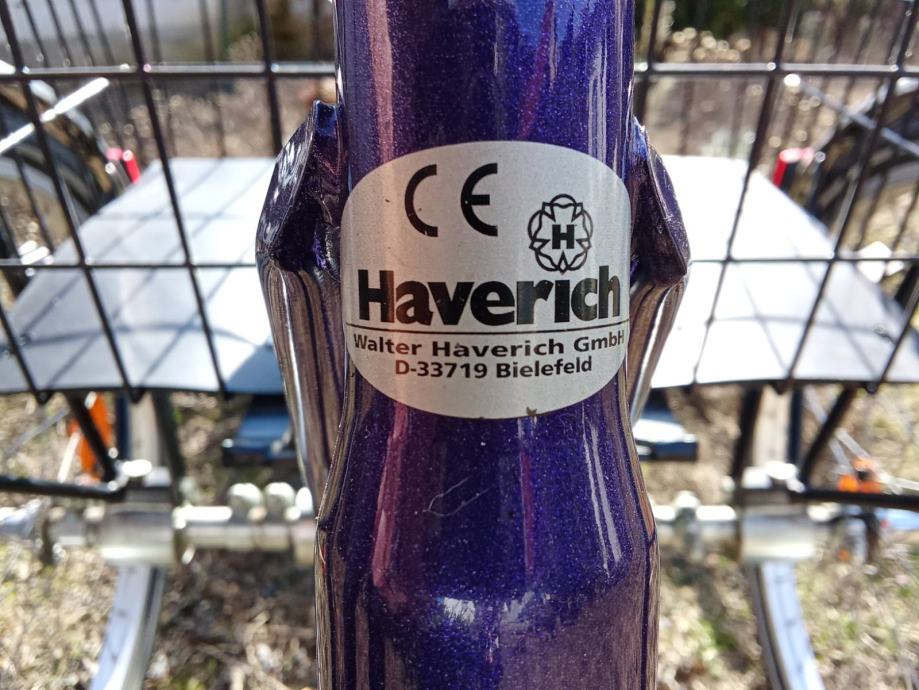 CE
H
Haverich
Walter Haverich GmbH
D-33719 Bielefeld